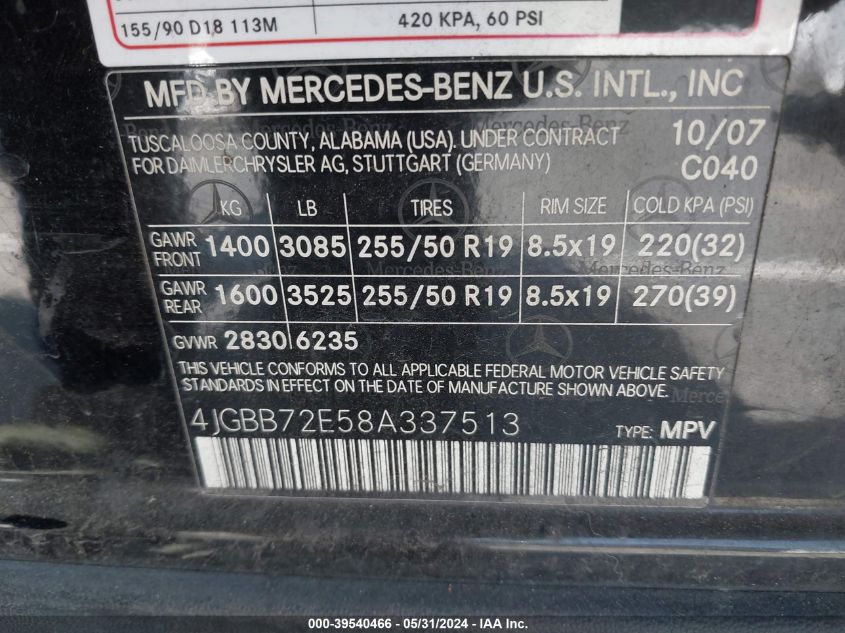 155/90 D18 113M 420 KPA, 60 PSI
MFD BY MERCEDES-BENZ U.S. INTL., INC
TUSCALOOSA COUNTY, ALABAMA (USA). UNDER CONTRACT 10/07
FOR DAIMLERCHRYSLER AG, STUTTGART (GERMANY) C040
KG LB TIRES RIM SIZE COLD KPA (PSI)
GAWR FRONT 1400 3085 255/50 R19 8.5x19 220(32)
GAWR REAR 1600 3525 255/50 R19 8.5x19 270(39)
GVWR 2830 6235
THIS VEHICLE CONFORMS TO ALL APPLICABLE FEDERAL MOTOR VEHICLE SAFETY
STANDARDS IN EFFECT ON THE DATE OF MANUFACTURE SHOWN ABOVE.
4JGBB72E58A337513 TYPE: MPV
000-39540466 - 05/31/2024 - © IAA Inc.